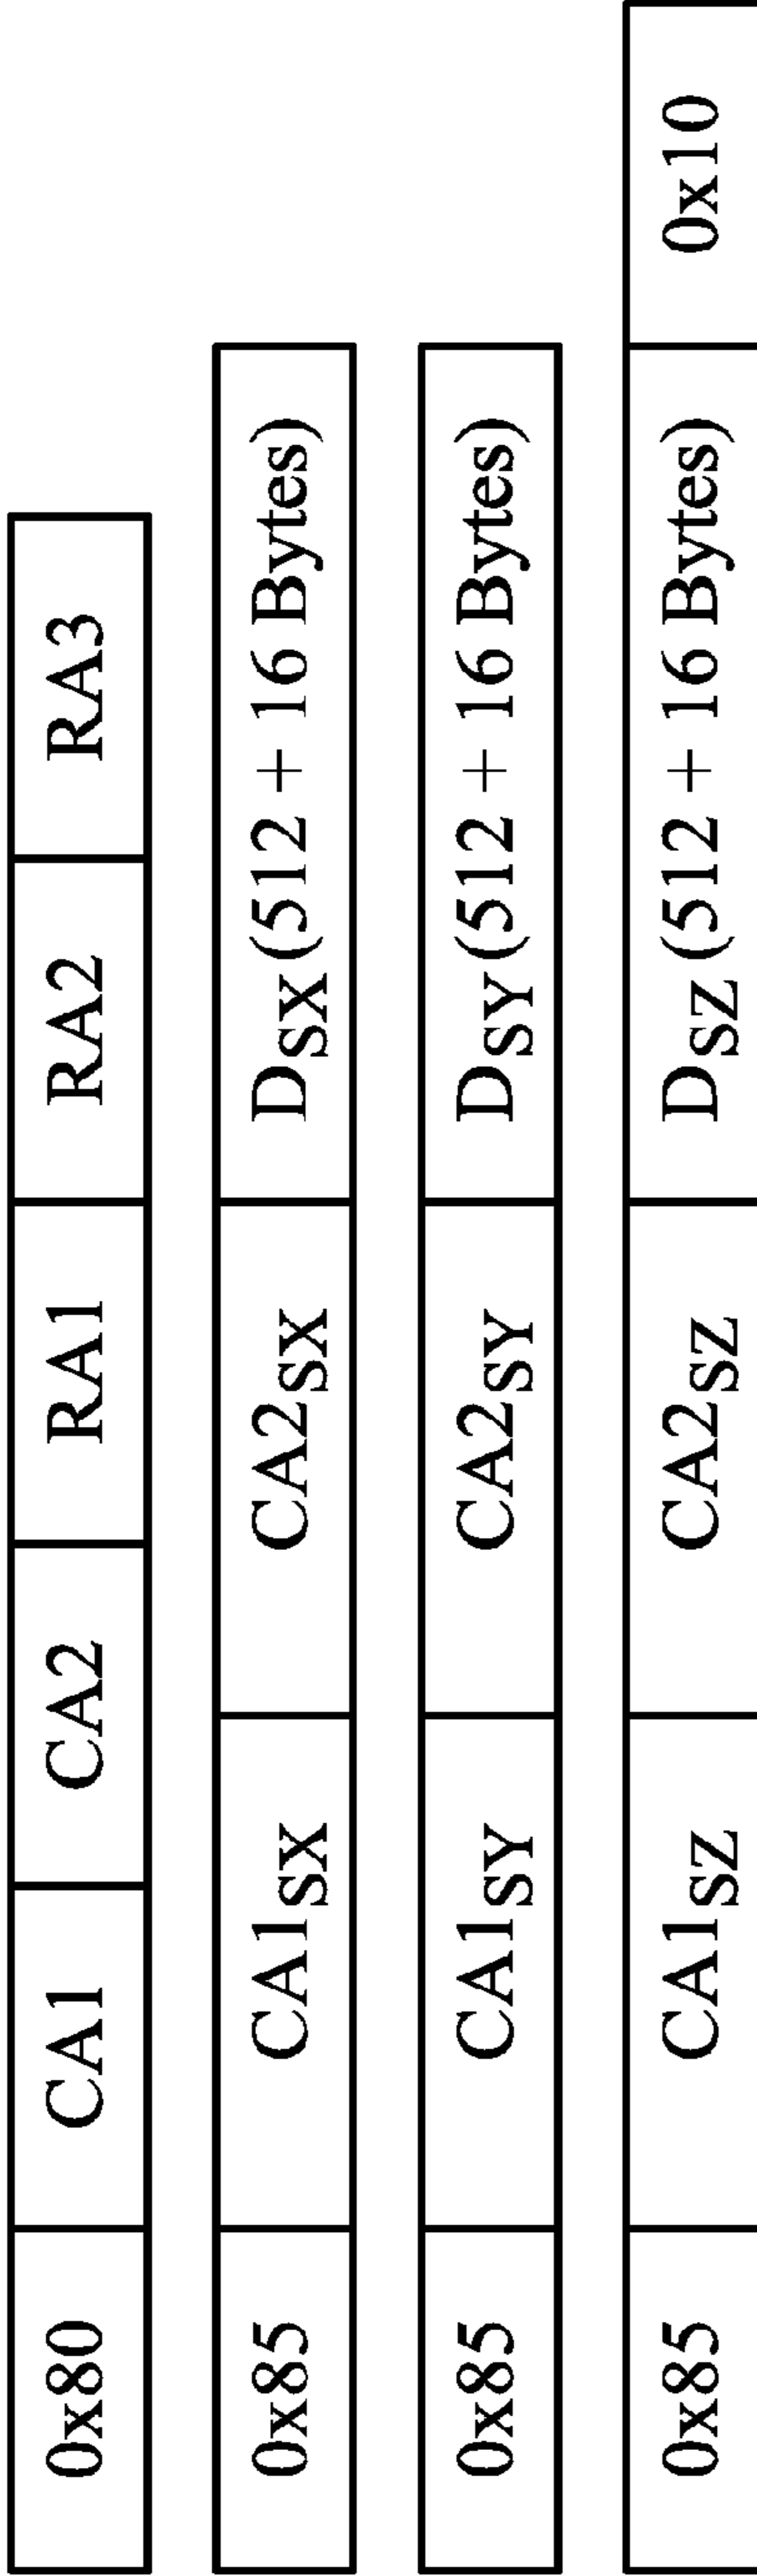 0x80 CA1 CA2 RA1 RA2 RA3
0x85 CA1SX CA2SX DSX(512 + 16 Bytes)
0x85 CA1SY CA2SY DSY(512 + 16 Bytes)
0x85 CA1SZ CA2SZ DSZ(512 + 16 Bytes) 0x10